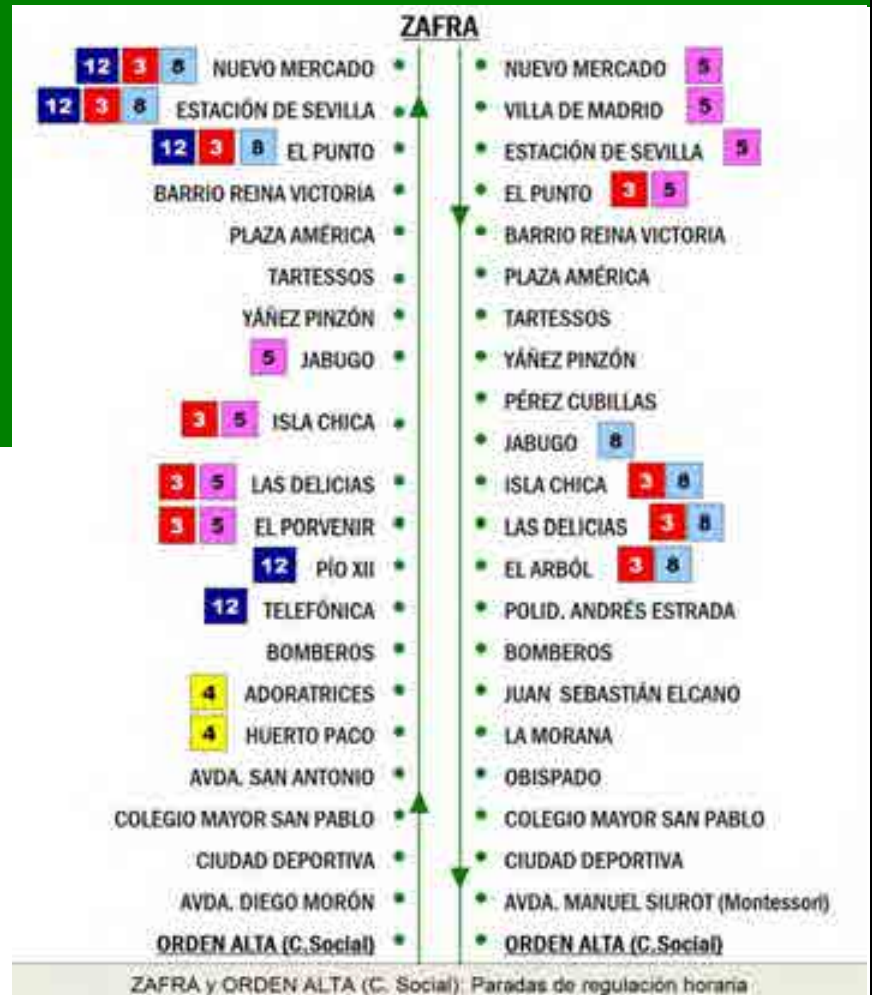 ZAFRA
12 3 8 NUEVO MERCADO
12 3 8 ESTACIÓN DE SEVILLA
12 3 8 EL PUNTO
BARRIO REINA VICTORIA
PLAZA AMÉRICA
TARTESSOS
YÁÑEZ PINZÓN
5 JABUGO
3 5 ISLA CHICA
3 5 LAS DELICIAS
3 5 EL PORVENIR
12 PÍO XII
12 TELEFÓNICA
BOMBEROS
4 ADORATRICES
4 HUERTO PACO
AVDA. SAN ANTONIO
COLEGIO MAYOR SAN PABLO
CIUDAD DEPORTIVA
AVDA. DIEGO MORÓN
ORDEN ALTA (C.Social)
NUEVO MERCADO 5
VILLA DE MADRID 5
ESTACIÓN DE SEVILLA 5
EL PUNTO 3 5
BARRIO REINA VICTORIA
PLAZA AMÉRICA
TARTESSOS
YÁÑEZ PINZÓN
PÉREZ CUBILLAS
JABUGO 8
ISLA CHICA 3 8
LAS DELICIAS 3 8
EL ARBÓL 3 8
POLID. ANDRÉS ESTRADA
BOMBEROS
JUAN SEBASTIÁN ELCANO
LA MORANA
OBISPADO
COLEGIO MAYOR SAN PABLO
CIUDAD DEPORTIVA
AVDA. MANUEL SIUROT (Montessori)
ORDEN ALTA (C.Social)
ZAFRA y ORDEN ALTA (C. Social): Paradas de regulación horaria